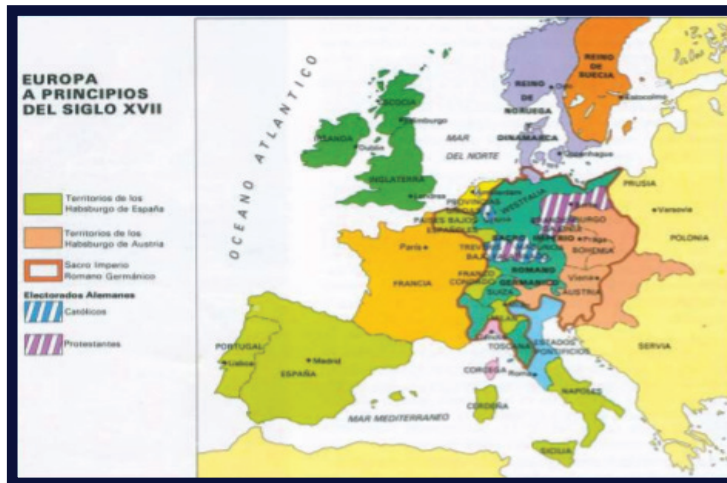 EUROPA
A PRINCIPIOS
DEL SIGLO XVII
Territorios de los
Habsburgo de España
Territorios de los
Habsburgo de Austria
Sacro Imperio
Romano Germánico
Electorados Alemanes
Católicos
Protestantes
OCEANO ATLANTICO
REINO
DE SUECIA
REINO
DE
NORUEGA
Oslo
Estocolmo
DINAMARCA
Copenhague
ESCOCIA
Edimburgo
IRLANDA
Dublin
MAR
DEL NORTE
INGLATERRA
Londres
Amsterdam
PROVINCIAS
WESTFALIA
PRUSIA
Varsovia
POLONIA
PAISES BAJOS
ESPAÑOLES
SACRO
IMPERIO
ROMANO
GERMANICO
Praga
BOHEMIA
Viena
AUSTRIA
París
FRANCIA
FRANCO
CONDADO
SUIZA
MILAN
TOSCANA
ESTADOS
PONTIFICIOS
SERVIA
CORCEGA
Roma
NAPOLES
PORTUGAL
Lisboa
Madrid
ESPAÑA
CERDEÑA
MAR MEDITERRANEO
SICILIA